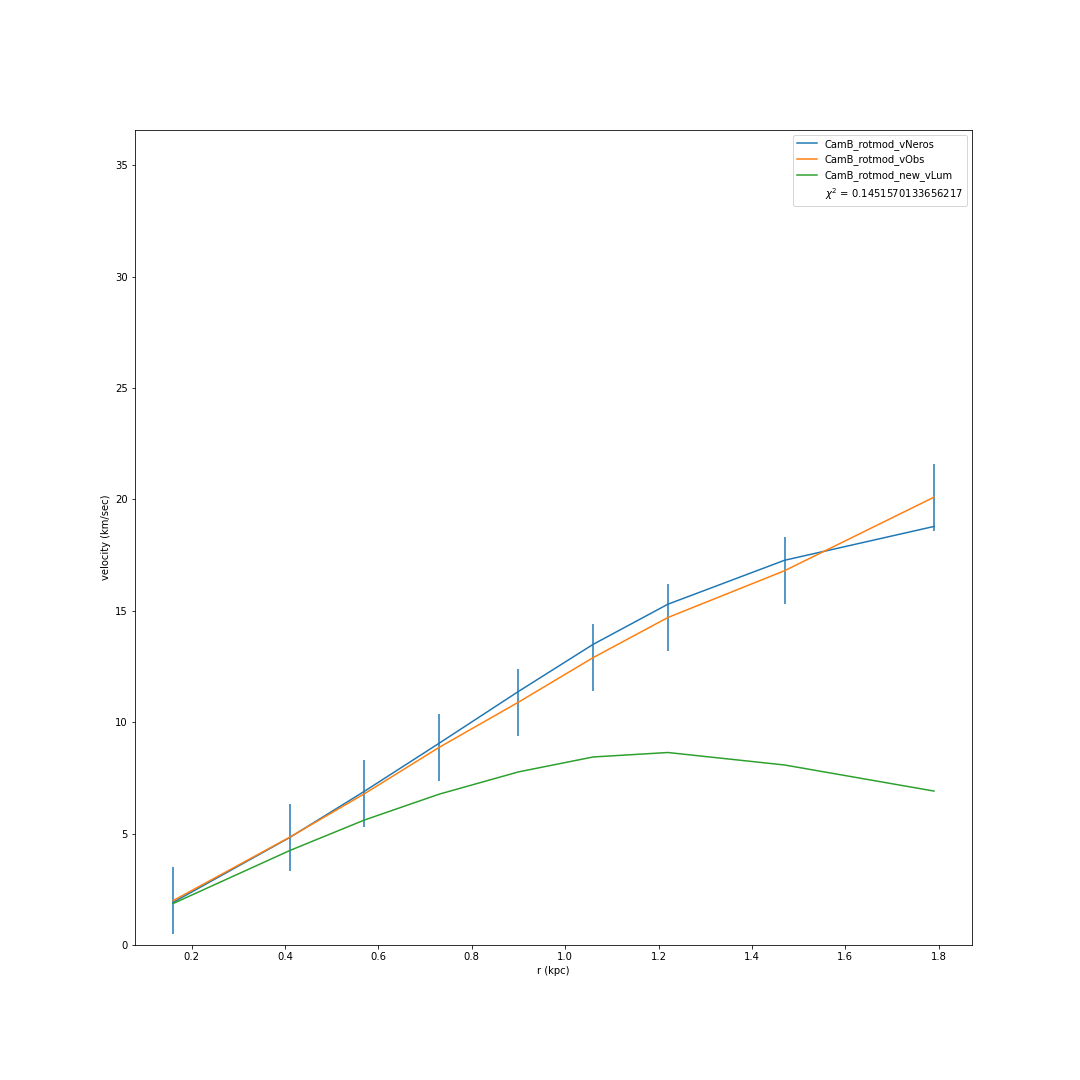 CamB_rotmod_vNeros
CamB_rotmod_vObs
CamB_rotmod_new_vLum
χ² = 0.1451570133656217
35
30
25
20
15
10
5
0
velocity (km/sec)
0.2 0.4 0.6 0.8 1.0 1.2 1.4 1.6 1.8
r (kpc)